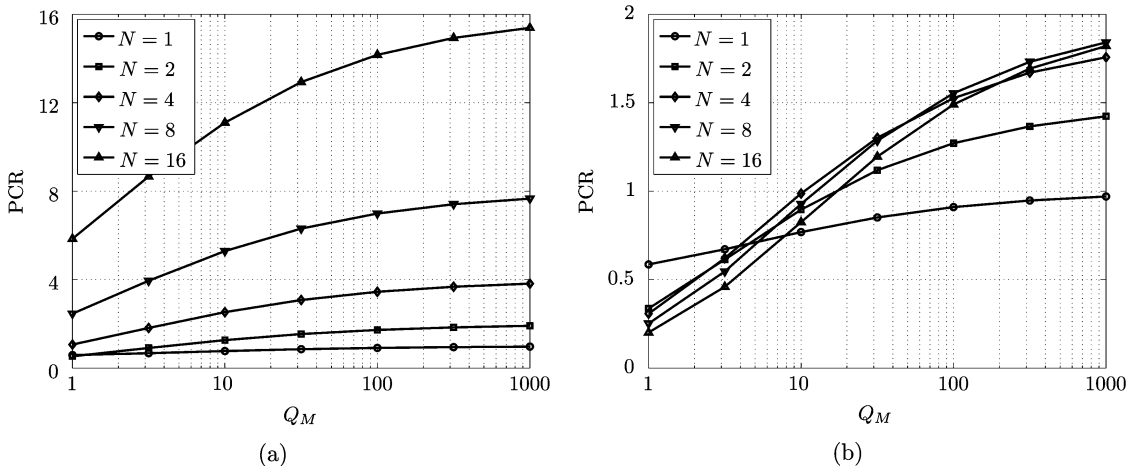 16
12
8
4
0
PCR
N = 1
N = 2
N = 4
N = 8
N = 16
1
10
100
1000
Q_M
(a)
2
1.5
1
0.5
0
PCR
N = 1
N = 2
N = 4
N = 8
N = 16
1
10
100
1000
Q_M
(b)